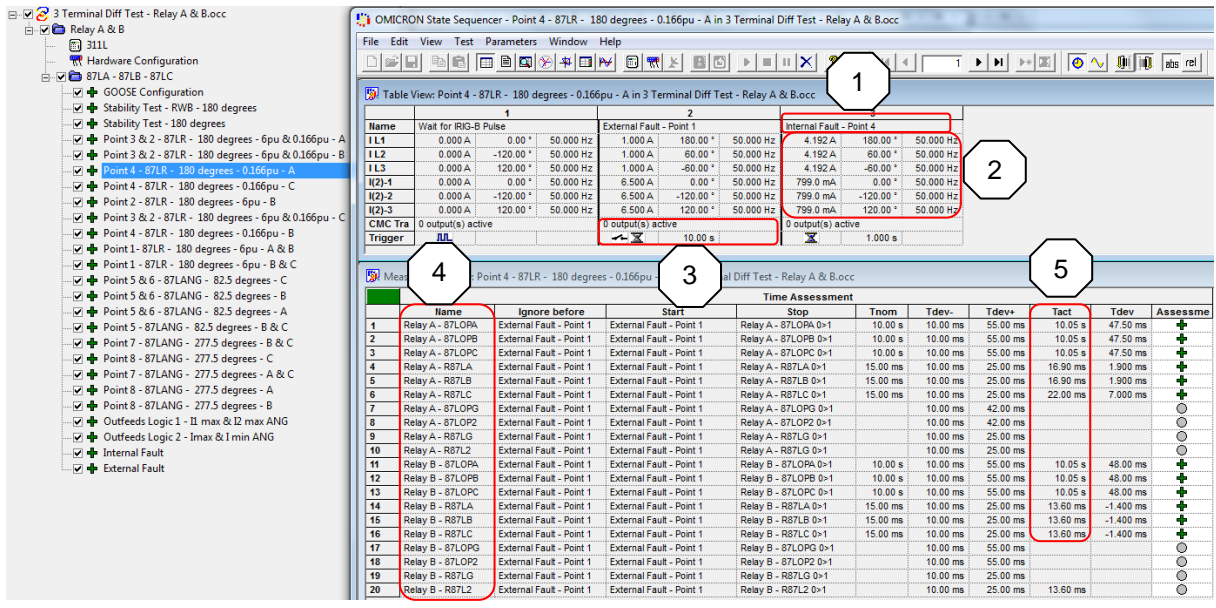 3 Terminal Diff Test - Relay A & B.occ
Relay A & B
311L
Hardware Configuration
87LA - 87LB - 87LC
GOOSE Configuration
Stability Test - RWB - 180 degrees
Stability Test - 180 degrees
Point 3 & 2 - 87LR - 180 degrees - 6pu & 0.166pu - A
Point 3 & 2 - 87LR - 180 degrees - 6pu & 0.166pu - B
Point 4 - 87LR - 180 degrees - 0.166pu - A
Point 4 - 87LR - 180 degrees - 0.166pu - C
Point 2 - 87LR - 180 degrees - 6pu - B
Point 3 & 2 - 87LR - 180 degrees - 6pu & 0.166pu - C
Point 4 - 87LR - 180 degrees - 0.166pu - B
Point 1- 87LR - 180 degrees - 6pu - A & B
Point 1 - 87LR - 180 degrees - 6pu - B & C
Point 5 & 6 - 87LANG - 82.5 degrees - C
Point 5 & 6 - 87LANG - 82.5 degrees - B
Point 5 & 6 - 87LANG - 82.5 degrees - A
Point 5 - 87LANG - 82.5 degrees - B & C
Point 7 - 87LANG - 277.5 degrees - B & C
Point 8 - 87LANG - 277.5 degrees - C
Point 7 - 87LANG - 277.5 degrees - A & C
Point 8 - 87LANG - 277.5 degrees - A
Point 8 - 87LANG - 277.5 degrees - B
Outfeeds Logic 1 - I1 max & I2 max ANG
Outfeeds Logic 2 - Imax & I min ANG
Internal Fault
External Fault
OMICRON State Sequencer - Point 4 - 87LR - 180 degrees - 0.166pu - A in 3 Terminal Diff Test - Relay A & B.occ
File Edit View Test Parameters Window Help
1 abs rel
Table View: Point 4 - 87LR - 180 degrees - 0.166pu - A in 3 Terminal Diff Test - Relay A & B.occ
1
1 2
Name Wait for IRIG-B Pulse External Fault - Point 1 Internal Fault - Point 4
I L1 0.000 A 0.00 ° 50.000 Hz 1.000 A 180.00 ° 50.000 Hz 4.192 A 180.00 ° 50.000 Hz
I L2 0.000 A -120.00 ° 50.000 Hz 1.000 A 60.00 ° 50.000 Hz 4.192 A 60.00 ° 50.000 Hz
I L3 0.000 A 120.00 ° 50.000 Hz 1.000 A -60.00 ° 50.000 Hz 4.192 A -60.00 ° 50.000 Hz
I(2)-1 0.000 A 0.00 ° 50.000 Hz 6.500 A 0.00 ° 50.000 Hz 799.0 mA 0.00 ° 50.000 Hz
I(2)-2 0.000 A -120.00 ° 50.000 Hz 6.500 A -120.00 ° 50.000 Hz 799.0 mA -120.00 ° 50.000 Hz
I(2)-3 0.000 A 120.00 ° 50.000 Hz 6.500 A 120.00 ° 50.000 Hz 799.0 mA 120.00 ° 50.000 Hz
CMC Tra 0 output(s) active 0 output(s) active 0 output(s) active
Trigger 10.00 s 1.000 s
2
3
4
5
Point 4 - 87LR - 180 degrees - 0.166pu - Diff Test - Relay A & B.occ
Time Assessment
Name Ignore before Start Stop Tnom Tdev- Tdev+ Tact Tdev Assessme
1 Relay A - 87LOPA External Fault - Point 1 External Fault - Point 1 Relay A - 87LOPA 0>1 10.00 s 10.00 ms 55.00 ms 10.05 s 47.50 ms
2 Relay A - 87LOPB External Fault - Point 1 External Fault - Point 1 Relay A - 87LOPB 0>1 10.00 s 10.00 ms 55.00 ms 10.05 s 47.50 ms
3 Relay A - 87LOPC External Fault - Point 1 External Fault - Point 1 Relay A - 87LOPC 0>1 10.00 s 10.00 ms 55.00 ms 10.05 s 47.50 ms
4 Relay A - R87LA External Fault - Point 1 External Fault - Point 1 Relay A - R87LA 0>1 15.00 ms 10.00 ms 25.00 ms 16.90 ms 1.900 ms
5 Relay A - R87LB External Fault - Point 1 External Fault - Point 1 Relay A - R87LB 0>1 15.00 ms 10.00 ms 25.00 ms 16.90 ms 1.900 ms
6 Relay A - R87LC External Fault - Point 1 External Fault - Point 1 Relay A - R87LC 0>1 15.00 ms 10.00 ms 25.00 ms 22.00 ms 7.000 ms
7 Relay A - 87LOPG External Fault - Point 1 External Fault - Point 1 Relay A - 87LOPG 0>1 10.00 ms 42.00 ms
8 Relay A - 87LOP2 External Fault - Point 1 External Fault - Point 1 Relay A - 87LOP2 0>1 10.00 ms 42.00 ms
9 Relay A - R87LG External Fault - Point 1 External Fault - Point 1 Relay A - R87LG 0>1 10.00 ms 25.00 ms
10 Relay A - R87L2 External Fault - Point 1 External Fault - Point 1 Relay A - R87LG 0>1 10.00 ms 25.00 ms
11 Relay B - 87LOPA External Fault - Point 1 External Fault - Point 1 Relay B - 87LOPA 0>1 10.00 s 10.00 ms 55.00 ms 10.05 s 48.00 ms
12 Relay B - 87LOPB External Fault - Point 1 External Fault - Point 1 Relay B - 87LOPB 0>1 10.00 s 10.00 ms 55.00 ms 10.05 s 48.00 ms
13 Relay B - 87LOPC External Fault - Point 1 External Fault - Point 1 Relay B - 87LOPC 0>1 10.00 s 10.00 ms 55.00 ms 10.05 s 48.00 ms
14 Relay B - R87LA External Fault - Point 1 External Fault - Point 1 Relay B - R87LA 0>1 15.00 ms 10.00 ms 25.00 ms 13.60 ms -1.400 ms
15 Relay B - R87LB External Fault - Point 1 External Fault - Point 1 Relay B - R87LB 0>1 15.00 ms 10.00 ms 25.00 ms 13.60 ms -1.400 ms
16 Relay B - R87LC External Fault - Point 1 External Fault - Point 1 Relay B - R87LC 0>1 15.00 ms 10.00 ms 25.00 ms 13.60 ms -1.400 ms
17 Relay B - 87LOPG External Fault - Point 1 External Fault - Point 1 Relay B - 87LOPG 0>1 10.00 ms 55.00 ms
18 Relay B - 87LOP2 External Fault - Point 1 External Fault - Point 1 Relay B - 87LOP2 0>1 10.00 ms 55.00 ms
19 Relay B - R87LG External Fault - Point 1 External Fault - Point 1 Relay B - R87LG 0>1 10.00 ms 25.00 ms
20 Relay B - R87L2 External Fault - Point 1 External Fault - Point 1 Relay B - R87L2 0>1 10.00 ms 25.00 ms 13.60 ms